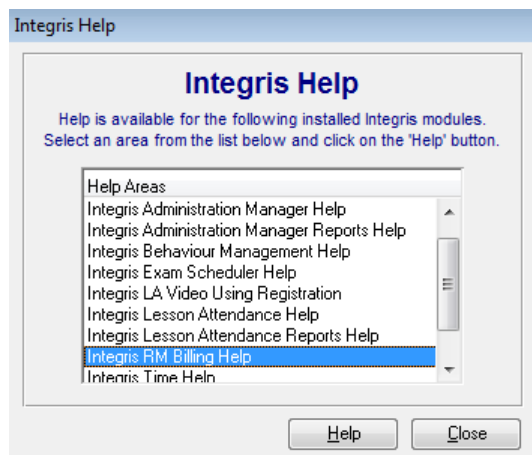 Integris Help
Integris Help
Help is available for the following installed Integris modules.
Select an area from the list below and click on the 'Help' button.
Help Areas
Integris Administration Manager Help
Integris Administration Manager Reports Help
Integris Behaviour Management Help
Integris Exam Scheduler Help
Integris LA Video Using Registration
Integris Lesson Attendance Help
Integris Lesson Attendance Reports Help
Integris RM Billing Help
Integris Time Help
Help
Close